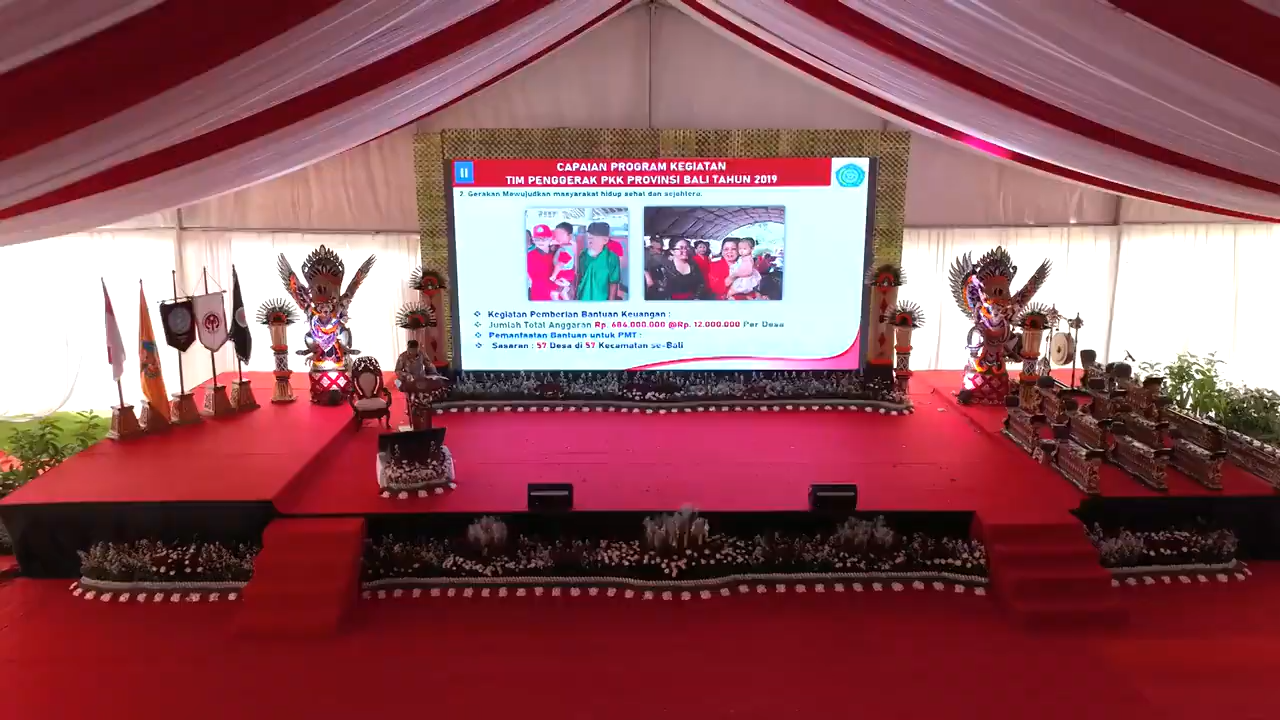 11
CAPAIAN PROGRAM KEGIATAN
TIM PENGGERAK PKK PROVINSI BALI TAHUN 2019
2. Gerakan Mewujudkan masyarakat hidup sehat dan sejahtera.
Kegiatan Pemberian Bantuan Keuangan :
Jumlah Total Anggaran Rp. 684.000.000 @Rp. 12.000.000 Per Desa
Pemanfaatan Bantuan untuk PMT :
Sasaran : 57 Desa di 57 Kecamatan se-Bali